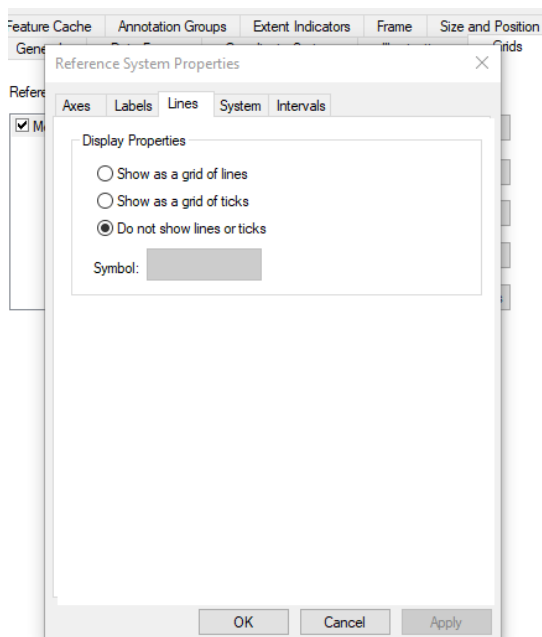 Feature Cache Annotation Groups Extent Indicators Frame Size and Position
Grids
Reference System Properties
Axes Labels Lines System Intervals
Display Properties
Show as a grid of lines
Show as a grid of ticks
Do not show lines or ticks
Symbol:
OK Cancel Apply